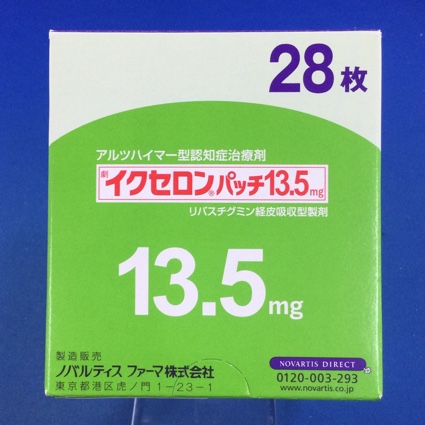 28枚
アルツハイマー型認知症治療剤
劇 イクセロン®パッチ13.5mg
リバスチグミン経皮吸収型製剤
13.5mg
製造販売
ノバルティス ファーマ株式会社
東京都港区虎ノ門 1-23-1
NOVARTIS DIRECT
0120-003-293
www.novartis.co.jp